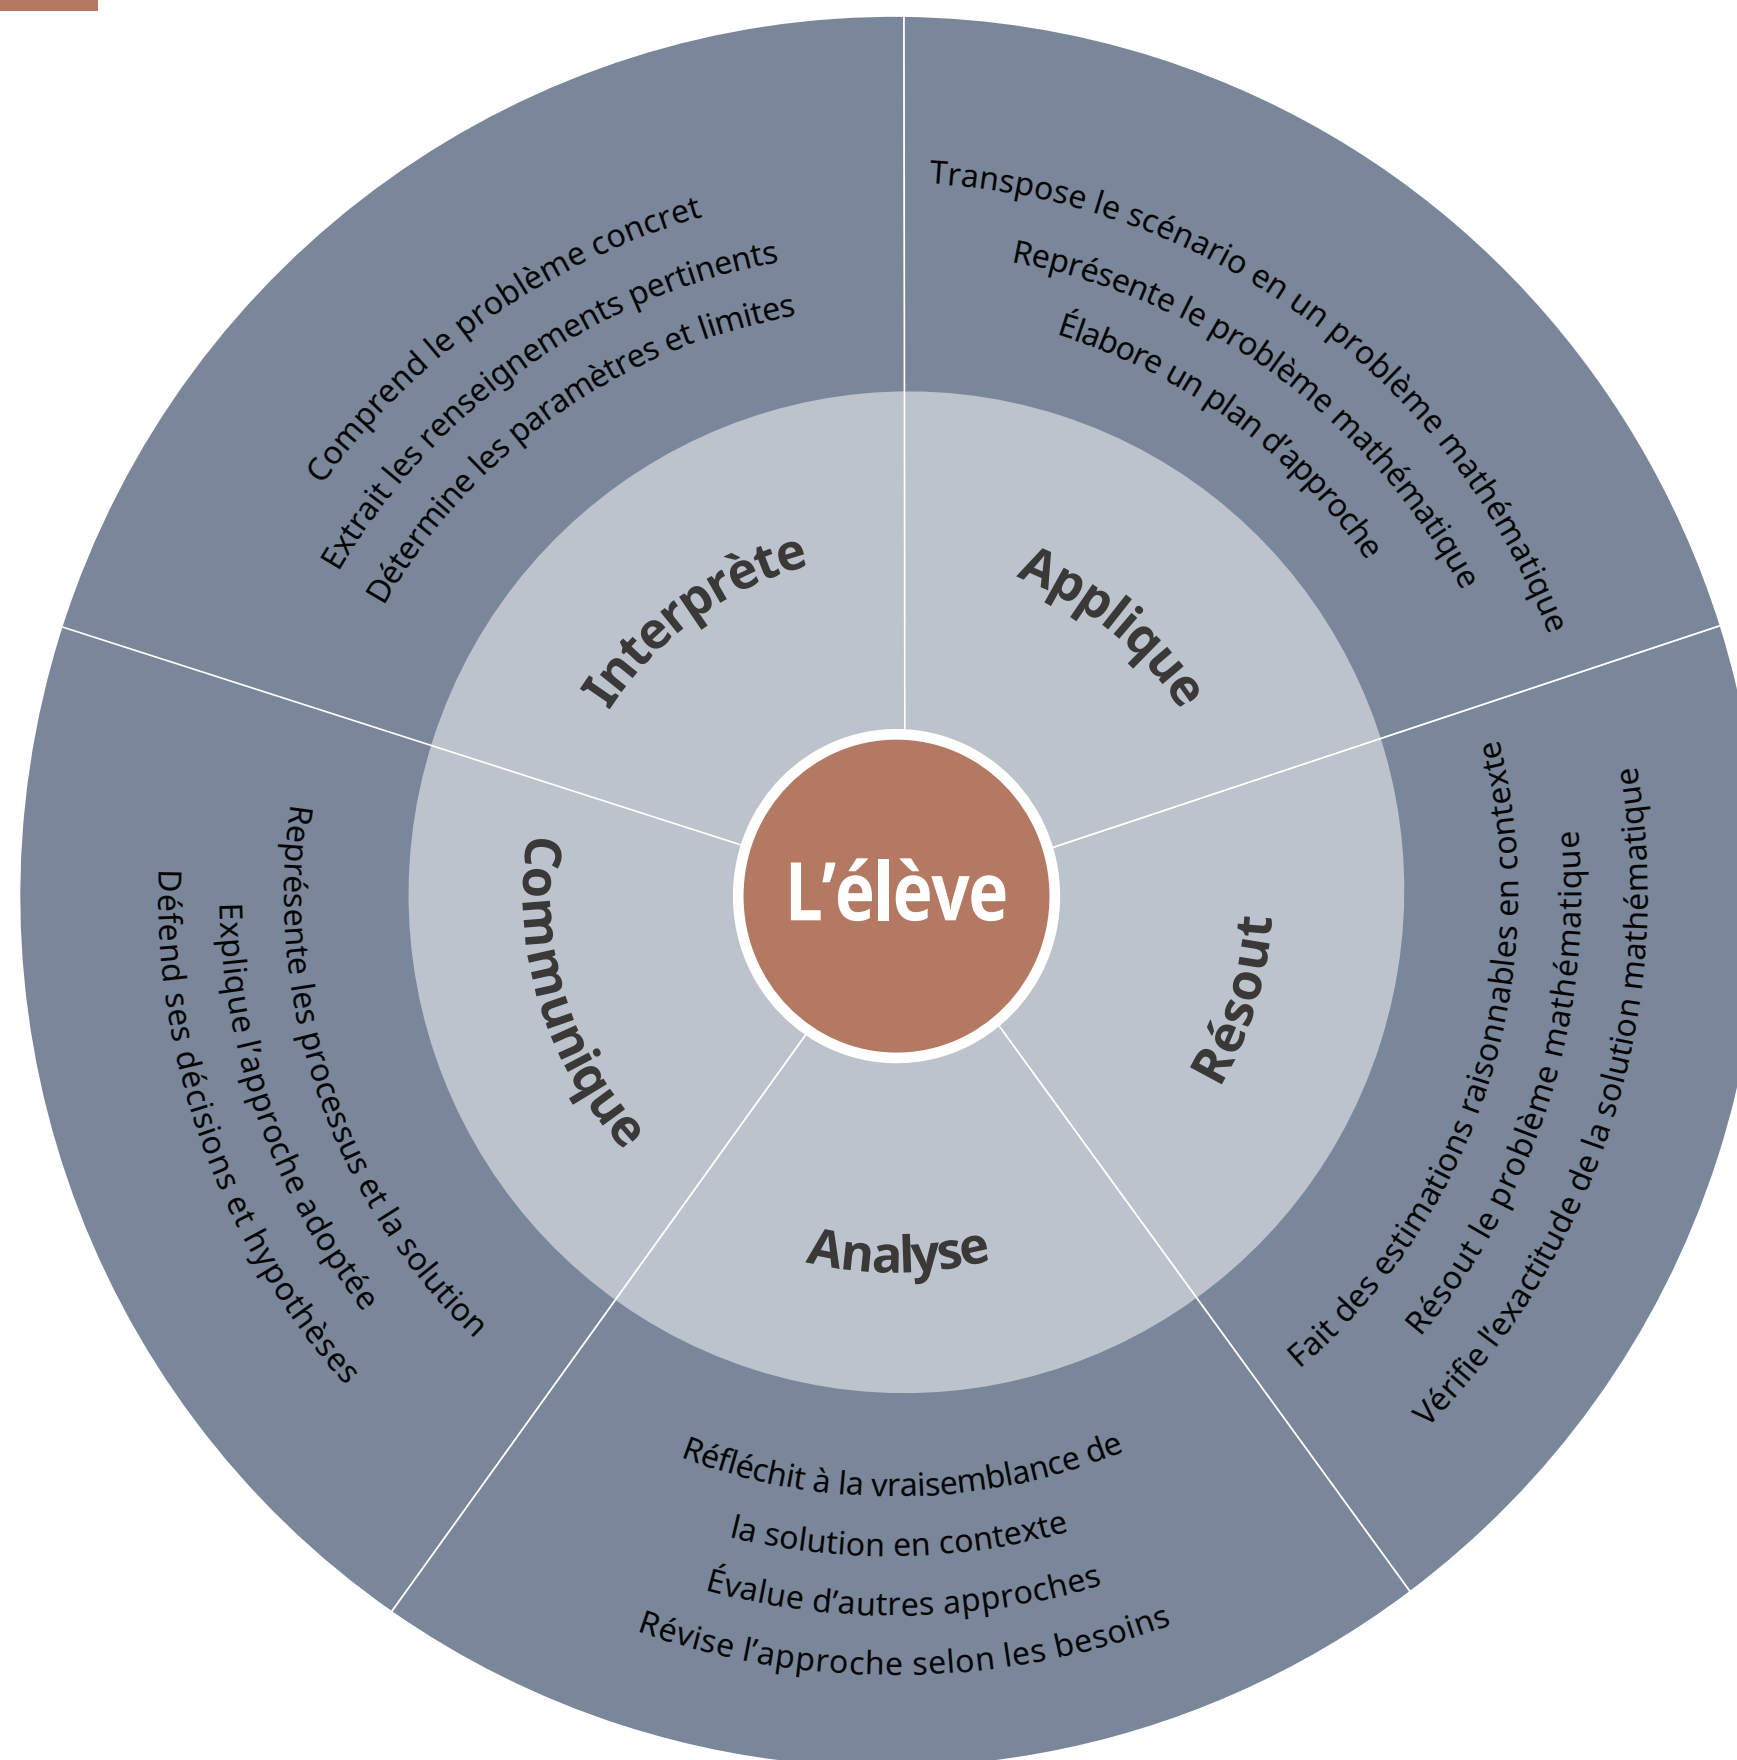 L’élève
Interprète
Comprend le problème concret
Extrait les renseignements pertinents
Détermine les paramètres et limites
Applique
Transpose le scénario en un problème mathématique
Représente le problème mathématique
Élabore un plan d’approche
Résout
Fait des estimations raisonnables en contexte
Résout le problème mathématique
Vérifie l’exactitude de la solution mathématique
Analyse
Réfléchit à la vraisemblance de
la solution en contexte
Évalue d’autres approches
Révise l’approche selon les besoins
Communique
Représente les processus et la solution
Explique l’approche adoptée
Défend ses décisions et hypothèses